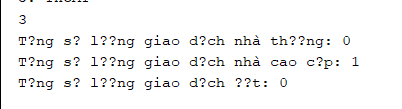 3
T?ng s? l??ng giao d?ch nhà th??ng: 0
T?ng s? l??ng giao d?ch nhà cao c?p: 1
T?ng s? l??ng giao d?ch ??t: 0